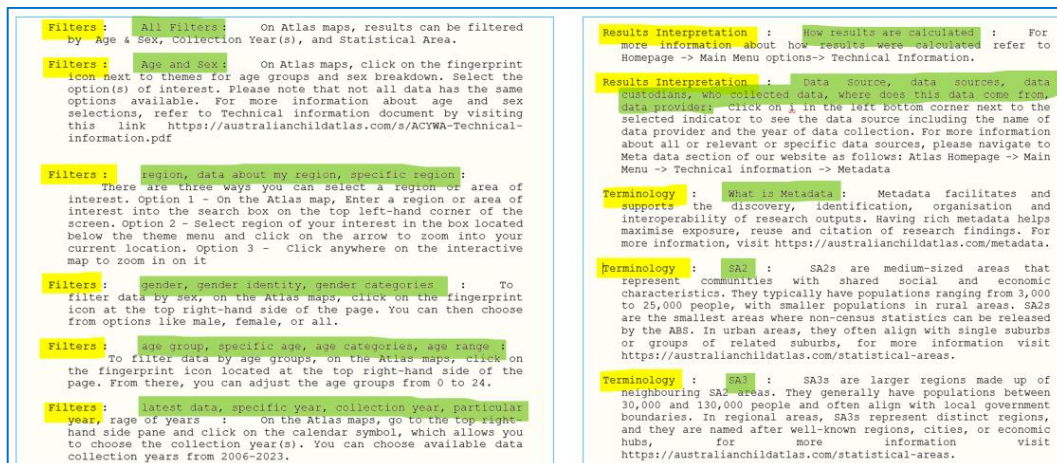 Filters : All Filters : On Atlas maps, results can be filtered
by Age & Sex, Collection Year(s), and Statistical Area.
Filters : Age and Sex : On Atlas maps, click on the fingerprint
icon next to themes for age groups and sex breakdown. Select the
option(s) of interest. Please note that not all data has the same
options available. For more information about age and sex
selections, refer to Technical information document by visiting
this link https://australianchildatlas.com/s/ACYWA-Technical-
information.pdf
Filters : region, data about my region, specific region :
There are three ways you can select a region or area of
interest. Option 1 - On the Atlas map, Enter a region or area of
interest into the search box on the top left-hand corner of the
screen. Option 2 - Select region of your interest in the box located
below the theme menu and click on the arrow to zoom into your
current location. Option 3 - Click anywhere on the interactive
map to zoom in on it
Filters : gender, gender identity, gender categories : To
filter data by sex, on the Atlas maps, click on the fingerprint
icon at the top right-hand side of the page. You can then choose
from options like male, female, or all.
Filters : age group, specific age, age categories, age range :
To filter data by age groups, on the Atlas maps, click on
the fingerprint icon located at the top right-hand side of the
page. From there, you can adjust the age groups from 0 to 24.
Filters : latest data, specific year, collection year, particular
year, rage of years : On the Atlas maps, go to the top right-
hand side pane and click on the calendar symbol, which allows you
to choose the collection year(s). You can choose available data
collection years from 2006-2023.
Results Interpretation : How results are calculated : For
more information about how results were calculated refer to
Homepage -> Main Menu options-> Technical Information.
Results Interpretation : Data Source, data sources, data
custodians, who collected data, where does this data come from,
data provider: Click on i in the left bottom corner next to the
selected indicator to see the data source including the name of
data provider and the year of data collection. For more information
about all or relevant or specific data sources, please navigate to
Meta data section of our website as follows: Atlas Homepage -> Main
Menu -> Technical information -> Metadata
Terminology : What is Metadata : Metadata facilitates and
supports the discovery, identification, organisation and
interoperability of research outputs. Having rich metadata helps
maximise exposure, reuse and citation of research findings. For
more information, visit https://australianchildatlas.com/metadata.
Terminology : SA2 : SA2s are medium-sized areas that
represent communities with shared social and economic
characteristics. They typically have populations ranging from 3,000
to 25,000 people, with smaller populations in rural areas. SA2s
are the smallest areas where non-census statistics can be released
by the ABS. In urban areas, they often align with single suburbs
or groups of related suburbs, for more information visit
https://australianchildatlas.com/statistical-areas.
Terminology : SA3 : SA3s are larger regions made up of
neighbouring SA2 areas. They generally have populations between
30,000 and 130,000 people and often align with local government
boundaries. In regional areas, SA3s represent distinct regions,
and they are named after well-known regions, cities, or economic
hubs, for more information visit
https://australianchildatlas.com/statistical-areas.